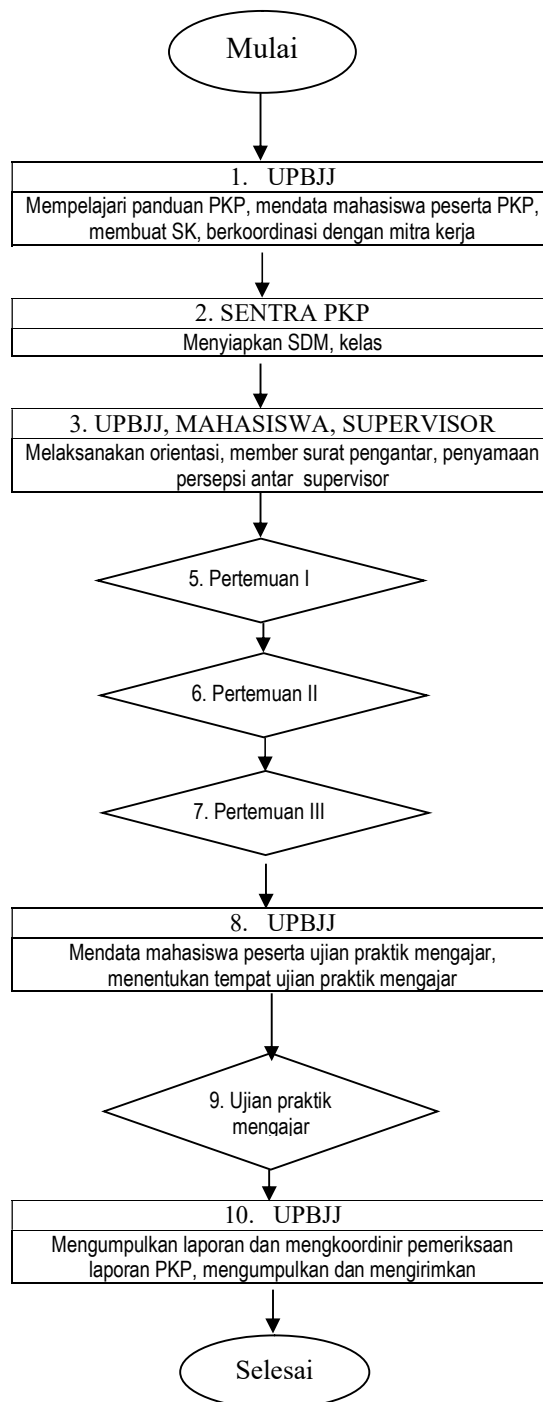 Mulai
1. UPBJJ
Mempelajari panduan PKP, mendata mahasiswa peserta PKP,
membuat SK, berkoordinasi dengan mitra kerja
2. SENTRA PKP
Menyiapkan SDM, kelas
3. UPBJJ, MAHASISWA, SUPERVISOR
Melaksanakan orientasi, member surat pengantar, penyamaan
persepsi antar supervisor
5. Pertemuan I
6. Pertemuan II
7. Pertemuan III
8. UPBJJ
Mendata mahasiswa peserta ujian praktik mengajar,
menentukan tempat ujian praktik mengajar
9. Ujian praktik
mengajar
10. UPBJJ
Mengumpulkan laporan dan mengkoordinir pemeriksaan
laporan PKP, mengumpulkan dan mengirimkan
Selesai